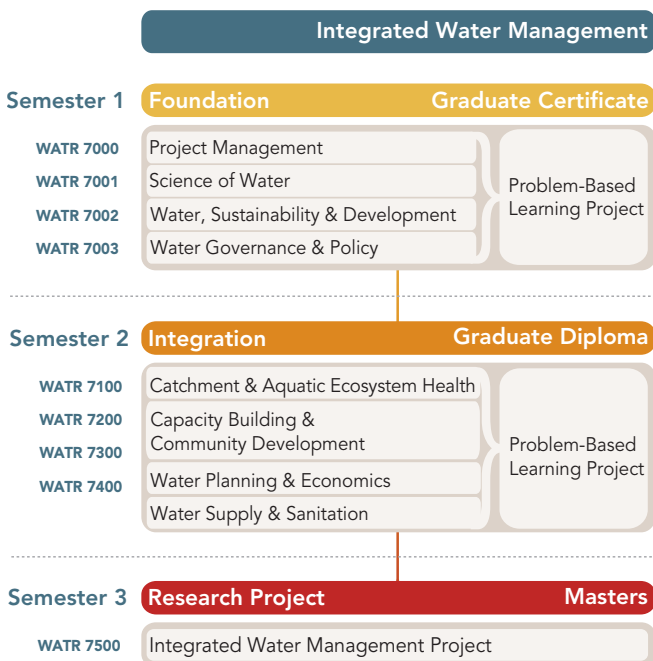 Integrated Water Management
Semester 1 Foundation Graduate Certificate
WATR 7000 Project Management
WATR 7001 Science of Water
WATR 7002 Water, Sustainability & Development
WATR 7003 Water Governance & Policy
Problem-Based
Learning Project
Semester 2 Integration Graduate Diploma
WATR 7100 Catchment & Aquatic Ecosystem Health
WATR 7200 Capacity Building &
Community Development
WATR 7300
WATR 7400 Water Planning & Economics
Water Supply & Sanitation
Problem-Based
Learning Project
Semester 3 Research Project Masters
WATR 7500 Integrated Water Management Project